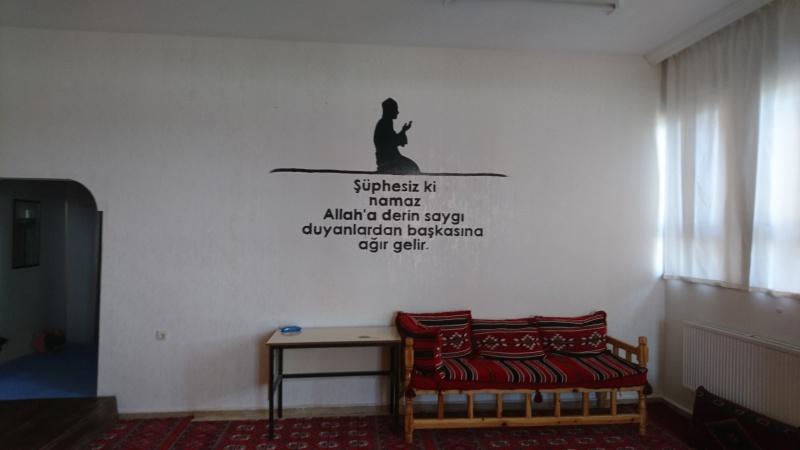 Şüphesiz ki
namaz
Allah'a derin saygı
duyanlardan başkasına
ağır gelir.